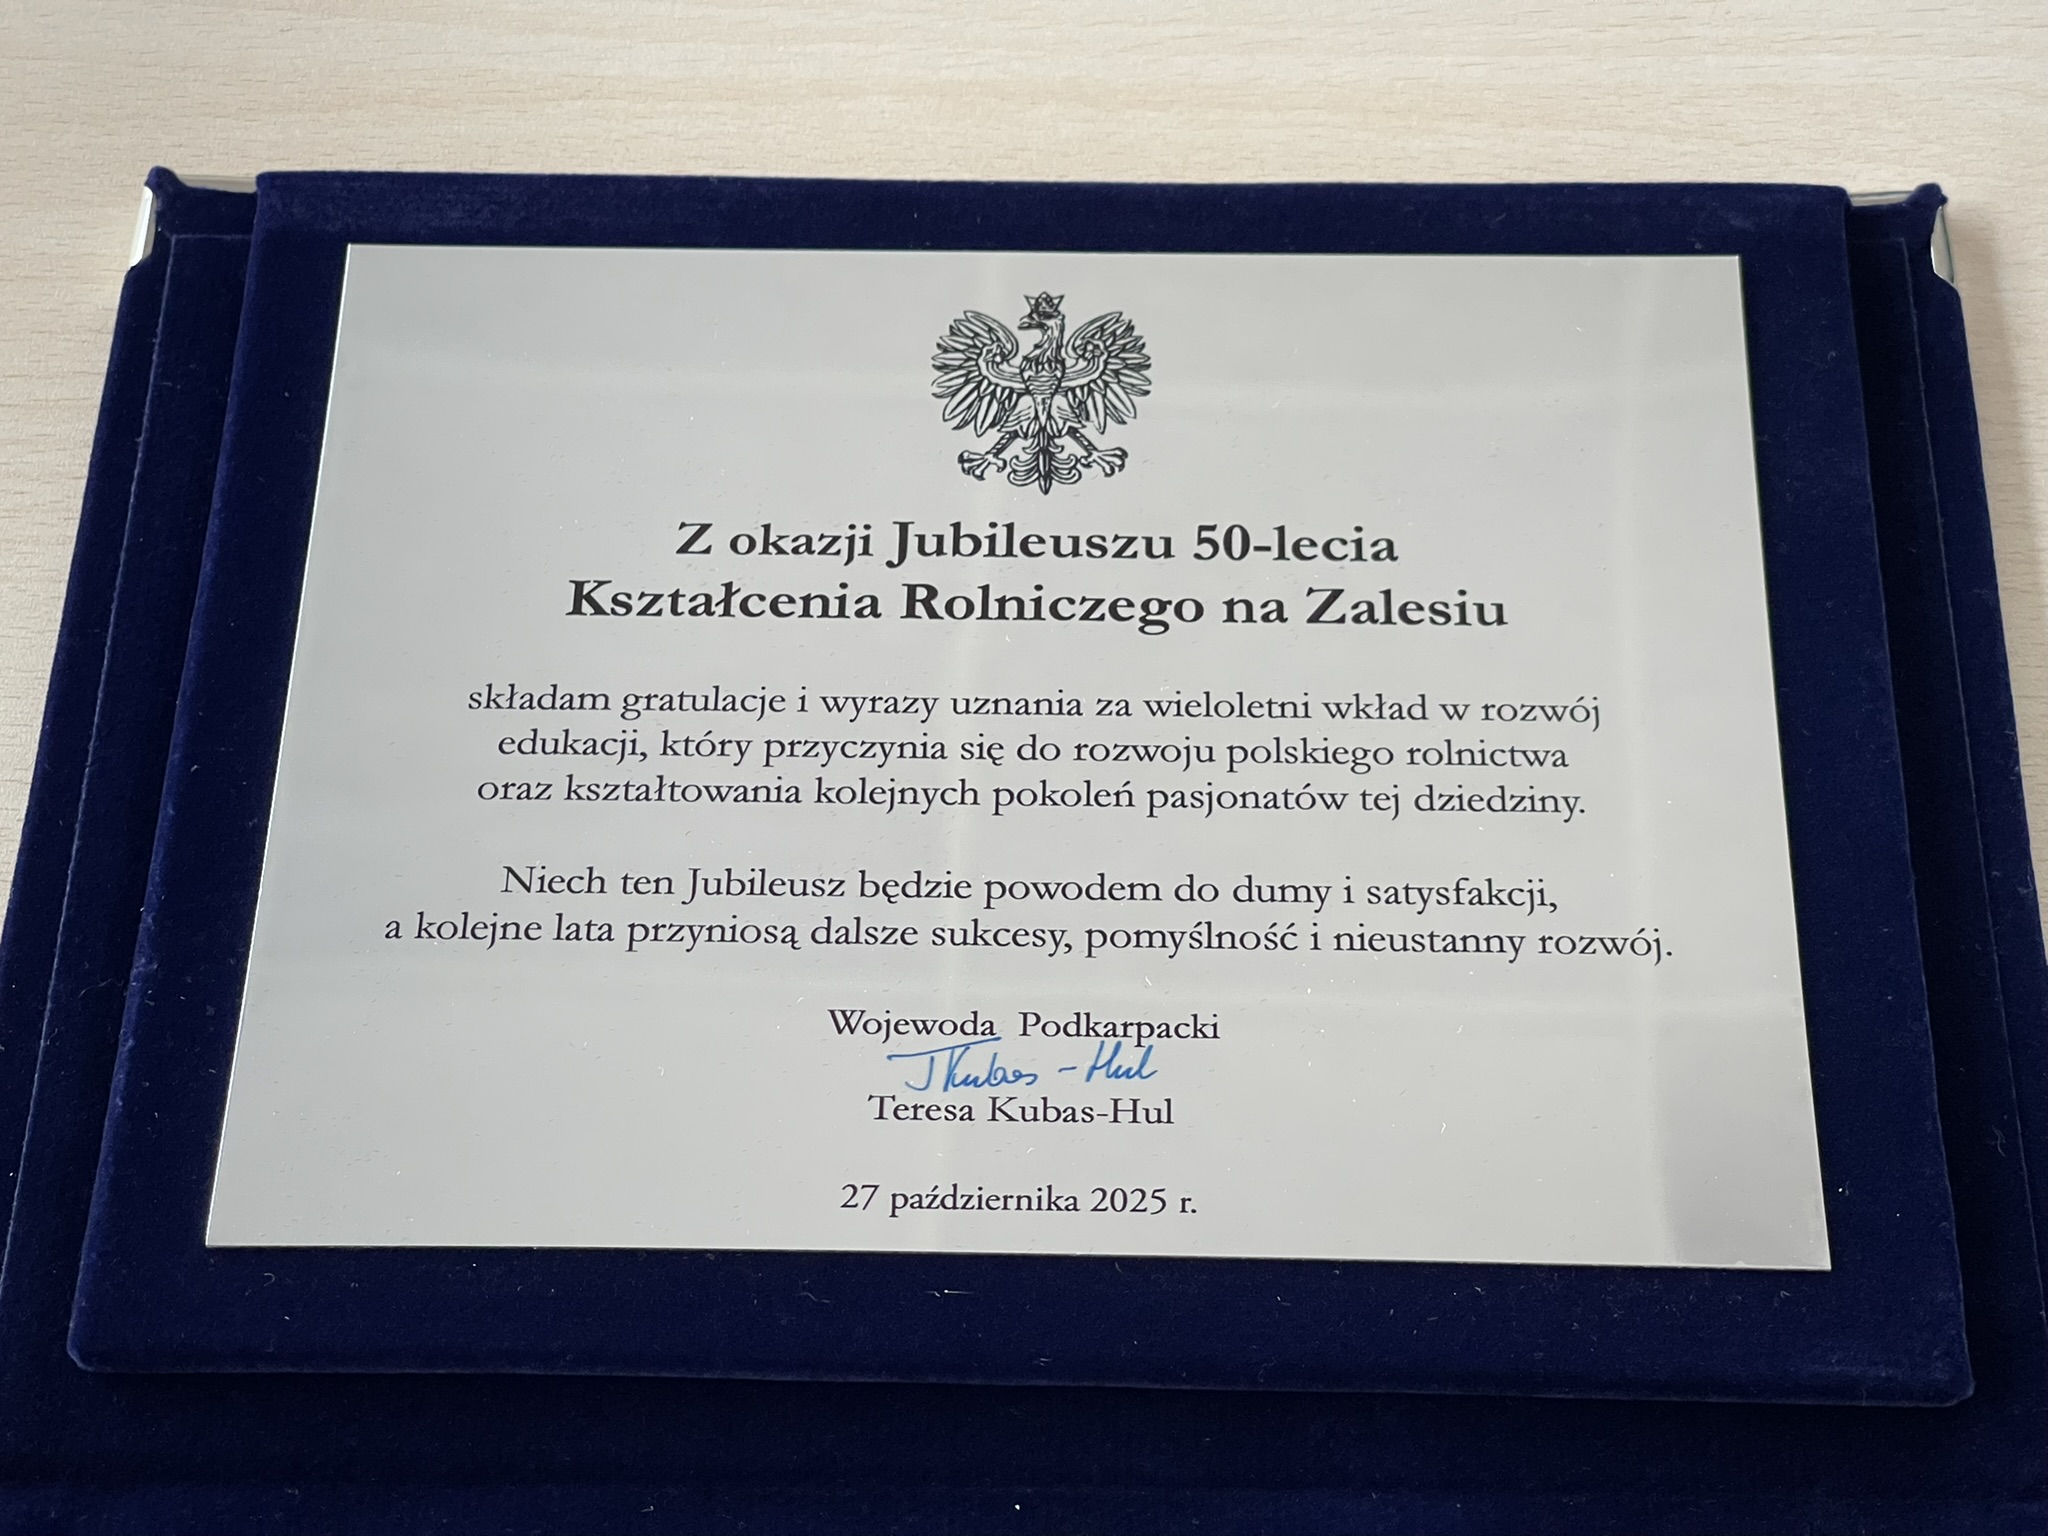 Z okazji Jubileuszu 50-lecia
Kształcenia Rolniczego na Zalesiu
składam gratulacje i wyrazy uznania za wieloletni wkład w rozwój
edukacji, który przyczynia się do rozwoju polskiego rolnictwa
oraz kształtowania kolejnych pokoleń pasjonatów tej dziedziny.
Niech ten Jubileusz będzie powodem do dumy i satysfakcji,
a kolejne lata przyniosą dalsze sukcesy, pomyślność i nieustanny rozwój.
Wojewoda Podkarpacki
TKubas-Hul
Teresa Kubas-Hul
27 października 2025 r.